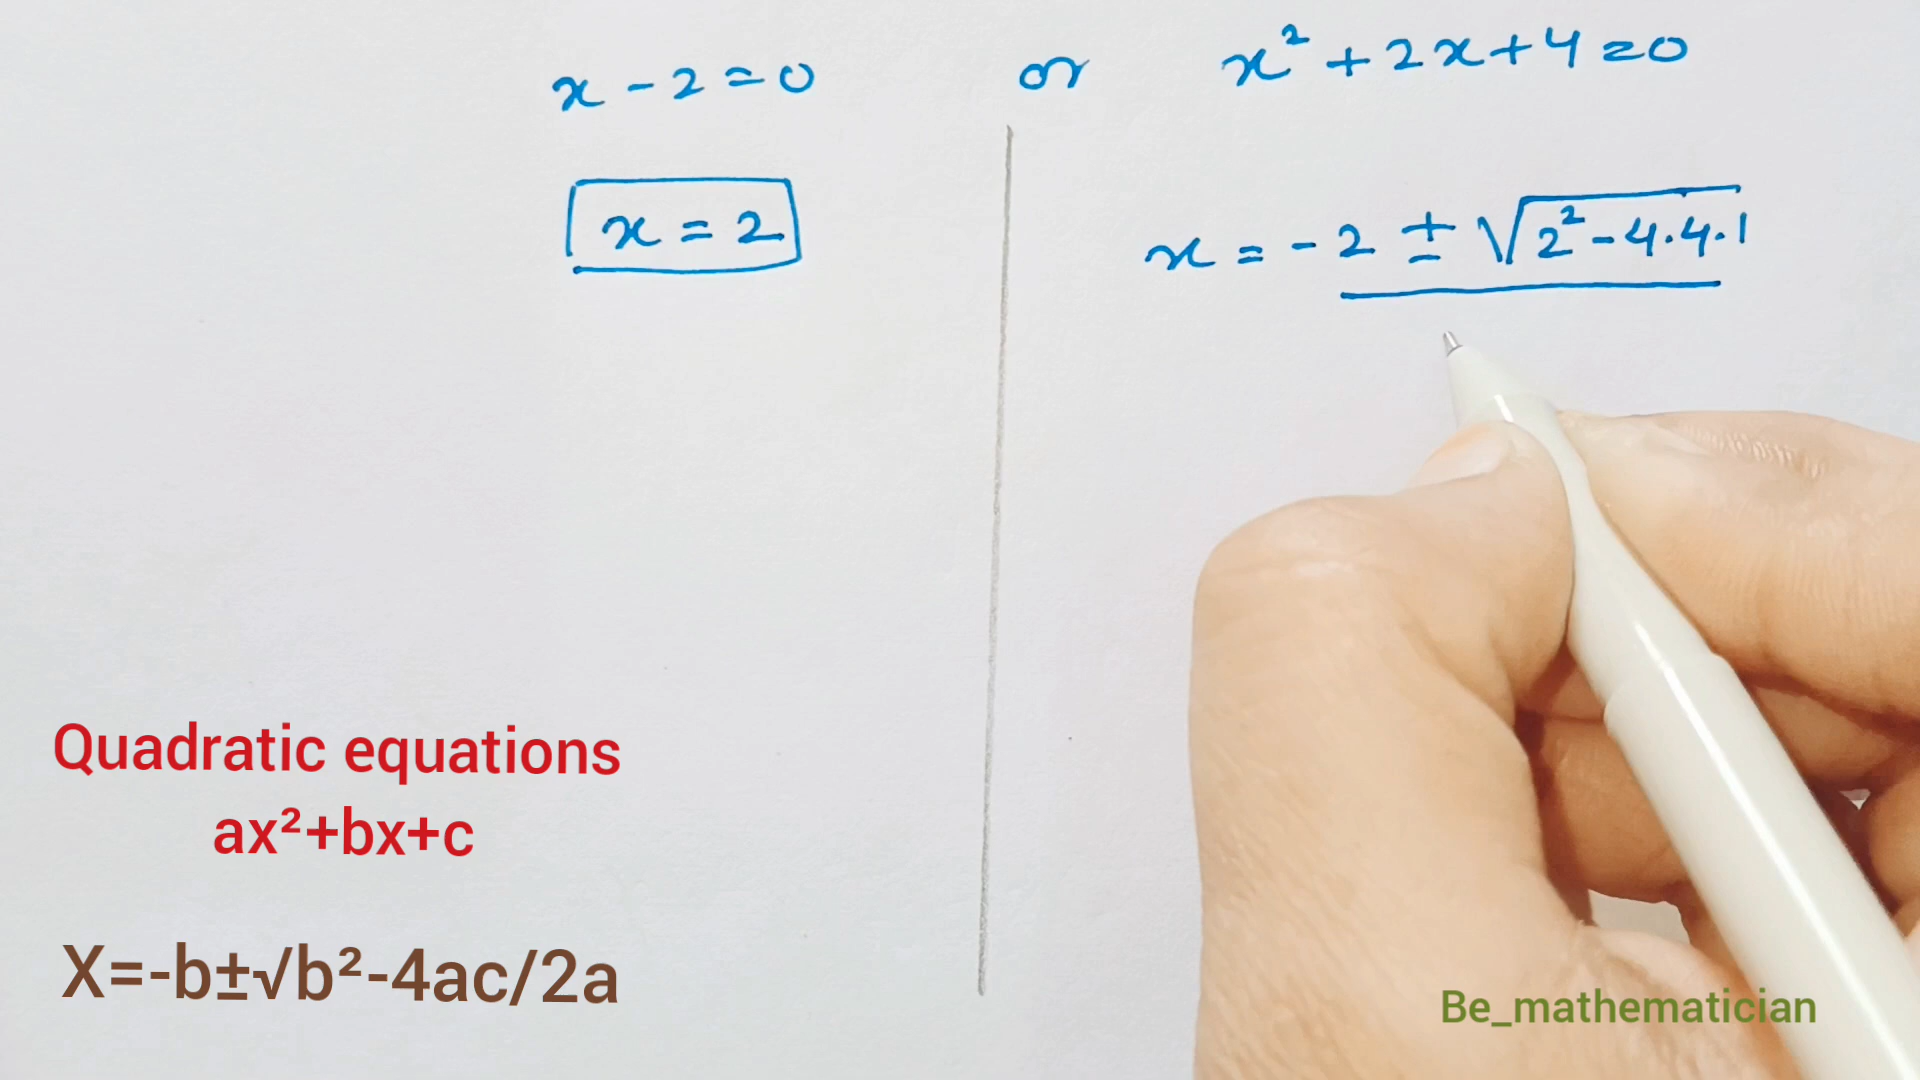 x - 2 = 0 or x² + 2x + 4 = 0
x = 2
x = - 2 ± √2² - 4.4.1
Quadratic equations
ax²+bx+c
X=-b±√b²-4ac/2a
Be_mathematician